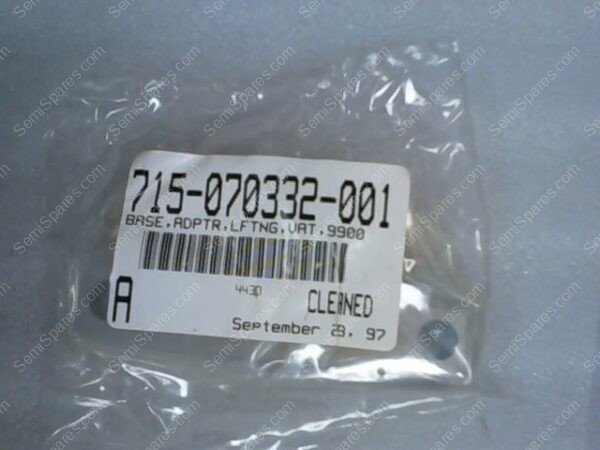 715-070332-001
BASE,ADPTR,LFTNG,VAT,9900
4430
A
CLEANED
September 23, 97
SemiSpares.com